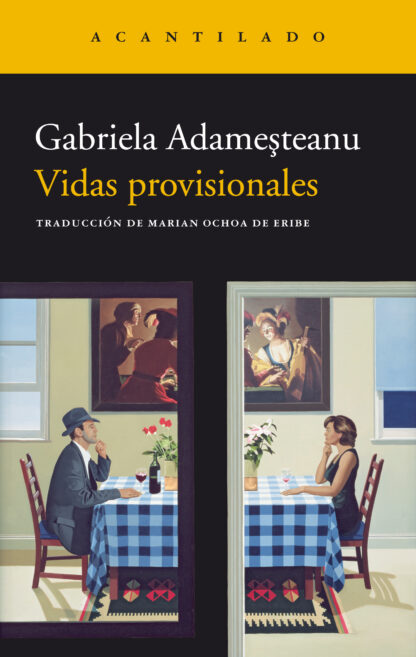 ACANTILADO
Gabriela Adameşteanu
Vidas provisionales
TRADUCCIÓN DE MARIAN OCHOA DE ERIBE